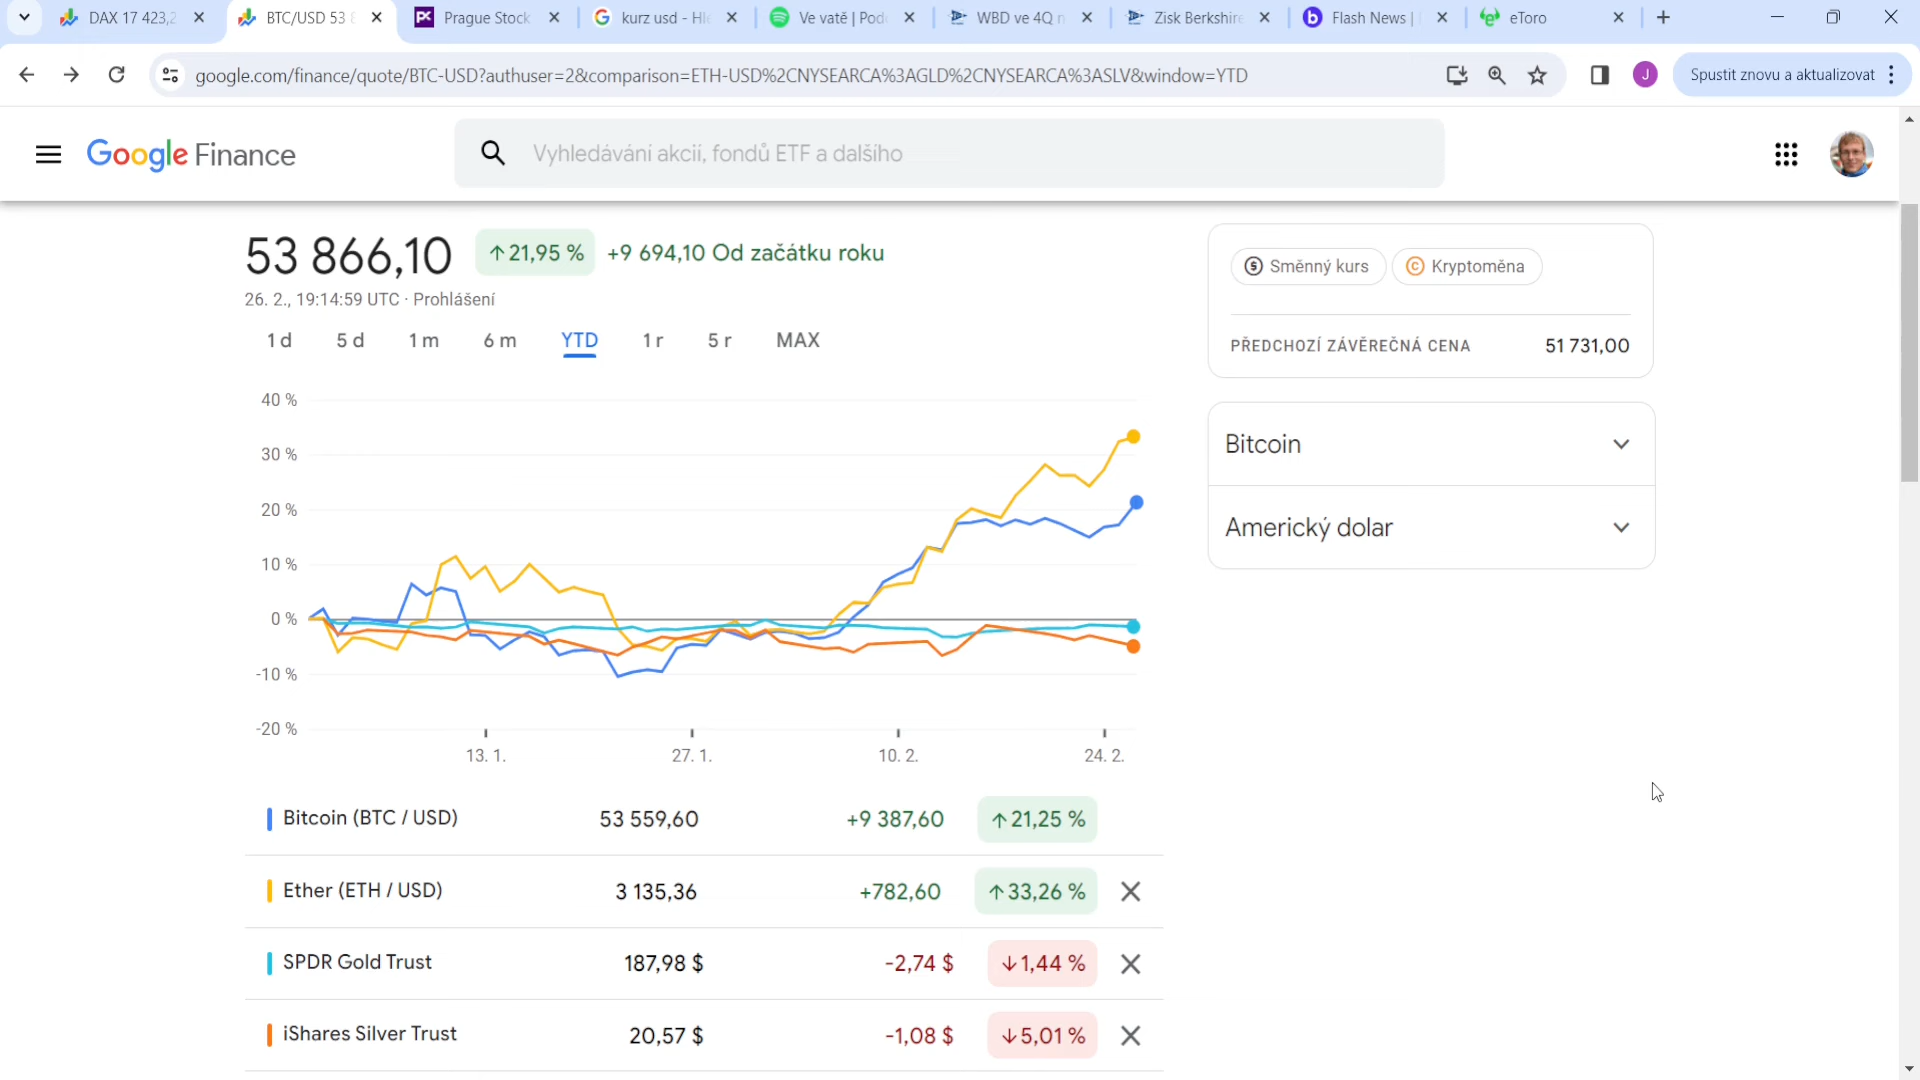 DAX 17 423,2
BTC/USD 53 8
Prague Stock
kurz usd - Hle
Ve vatě | Pod
WBD ve 4Q n
Zisk Berkshire
Flash News |
eToro
google.com/finance/quote/BTC-USD?authuser=2&comparison=ETH-USD%2CNYSEARCA%3AGLD%2CNYSEARCA%3ASLV&window=YTD
J
Spustit znovu a aktualizovat
Google Finance
Vyhledávání akcií, fondů ETF a dalšího
53 866,10 ↑21,95 % +9 694,10 Od začátku roku
26. 2., 19:14:59 UTC · Prohlášení
1 d 5 d 1 m 6 m YTD 1 r 5 r MAX
40 %
30 %
20 %
10 %
0 %
-10 %
-20 %
13. 1. 27. 1. 10. 2. 24. 2.
Bitcoin (BTC / USD) 53 559,60 +9 387,60 ↑21,25 %
Ether (ETH / USD) 3 135,36 +782,60 ↑33,26 %
SPDR Gold Trust 187,98 $ -2,74 $ ↓1,44 %
iShares Silver Trust 20,57 $ -1,08 $ ↓5,01 %
Směnný kurs Kryptoměna
PŘEDCHOZÍ ZÁVĚREČNÁ CENA 51 731,00
Bitcoin
Americký dolar